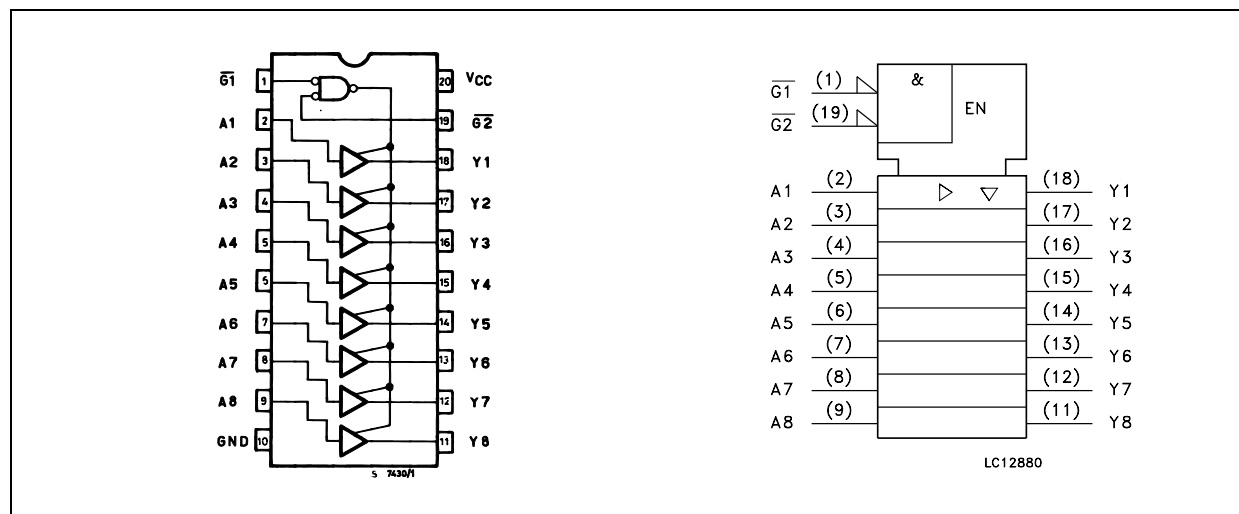 G1 1 20 VCC
A1 2 19 G2
A2 3 18 Y1
A3 4 17 Y2
A4 5 16 Y3
A5 6 15 Y4
A6 7 14 Y5
A7 8 13 Y6
A8 9 12 Y7
GND 10 11 Y8
S 7430/1
G1 (1) & EN
G2 (19)
A1 (2) (18) Y1
A2 (3) (17) Y2
A3 (4) (16) Y3
A4 (5) (15) Y4
A5 (6) (14) Y5
A6 (7) (13) Y6
A7 (8) (12) Y7
A8 (9) (11) Y8
LC12880